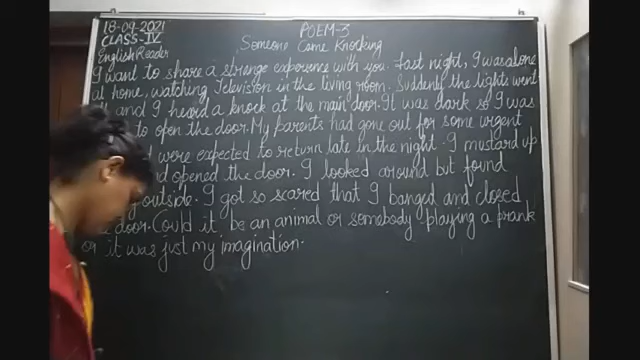 18-09-2021
POEM-3
CLASS-IV
Someone Came Knocking
English Reader
I want to share a strange experience with you. Last night, I was alone
at home, watching Television in the living room. Suddenly the lights went
and I heard a knock at the main door. It was dark so I was
to open the door. My parents had gone out for some urgent
were expected to return late in the night. I mustard up
opened the door. I looked around but found
outside. I got so scared that I banged and closed
door. Could it be an animal or somebody playing a prank
or it was just my imagination.